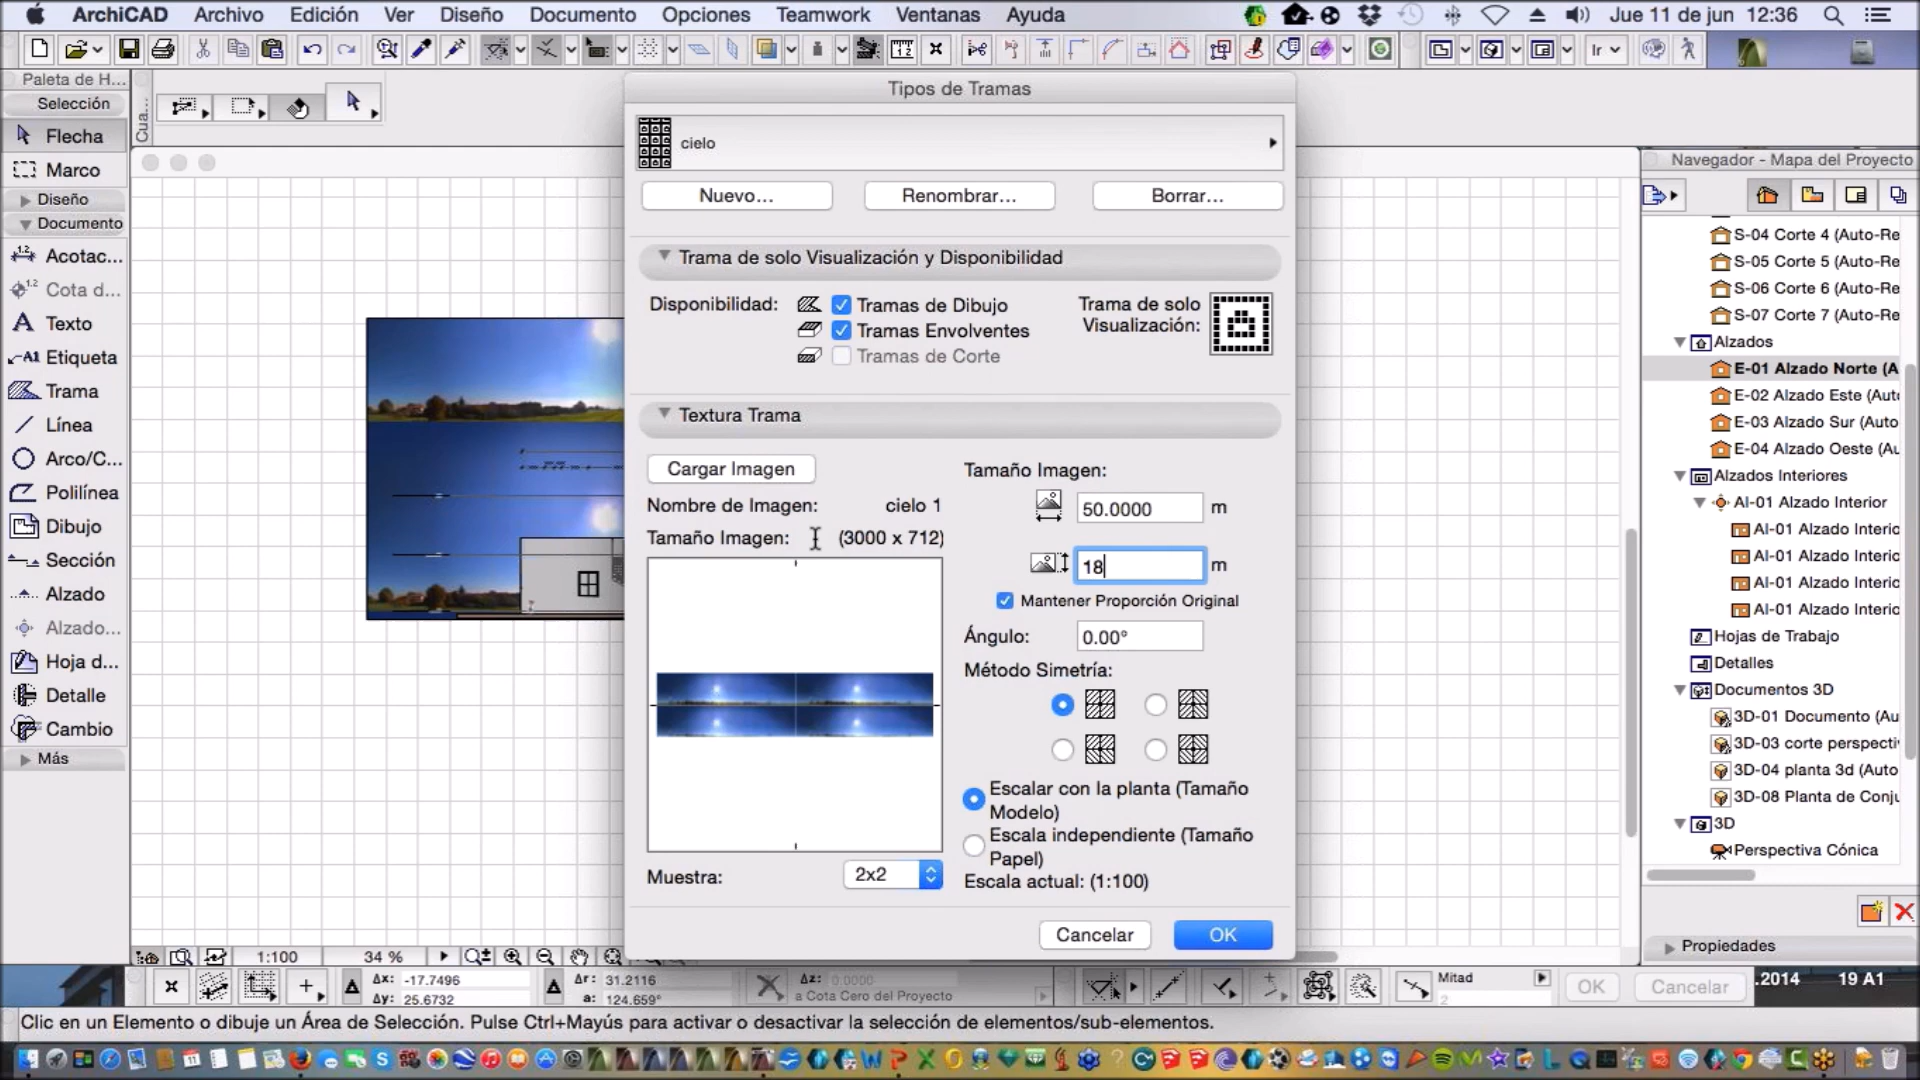 ArchiCAD Archivo Edición Ver Diseño Documento Opciones Teamwork Ventanas Ayuda Jue 11 de jun 12:36
Ir
Paleta de H...
Selección
Flecha
Marco
Diseño
Documento
Acotac...
Cota d...
Texto
Etiqueta
Trama
Línea
Arco/C...
Polilínea
Dibujo
Sección
Alzado
Alzado...
Hoja d...
Detalle
Cambio
Más
Cua...
Tipos de Tramas
cielo
Nuevo... Renombrar... Borrar...
Trama de solo Visualización y Disponibilidad
Disponibilidad: Tramas de Dibujo
Tramas Envolventes
Tramas de Corte
Trama de solo
Visualización:
Textura Trama
Cargar Imagen
Nombre de Imagen: cielo 1
Tamaño Imagen: (3000 x 712)
Muestra: 2x2
Tamaño Imagen:
50.0000 m
18 m
Mantener Proporción Original
Ángulo: 0.00°
Método Simetría:
Escalar con la planta (Tamaño
Modelo)
Escala independiente (Tamaño
Papel)
Escala actual: (1:100)
Cancelar OK
Navegador - Mapa del Proyecto
S-04 Corte 4 (Auto-Re
S-05 Corte 5 (Auto-Re
S-06 Corte 6 (Auto-Re
S-07 Corte 7 (Auto-Re
Alzados
E-01 Alzado Norte (A
E-02 Alzado Este (Aut
E-03 Alzado Sur (Auto
E-04 Alzado Oeste (Au
Alzados Interiores
AI-01 Alzado Interior
AI-01 Alzado Interio
AI-01 Alzado Interio
AI-01 Alzado Interio
AI-01 Alzado Interio
Hojas de Trabajo
Detalles
Documentos 3D
3D-01 Documento (Au
3D-03 corte perspecti
3D-04 planta 3d (Auto
3D-08 Planta de Conju
3D
Perspectiva Cónica
Propiedades
1:100 34 %
Δx: -17.7496
Δy: 25.6732
Δr: 31.2116
a: 124.659°
Δz: 0.0000
a Cota Cero del Proyecto
Mitad
2
OK Cancelar
.2014 19 A1
Clic en un Elemento o dibuje un Área de Selección. Pulse Ctrl+Mayús para activar o desactivar la selección de elementos/sub-elementos.